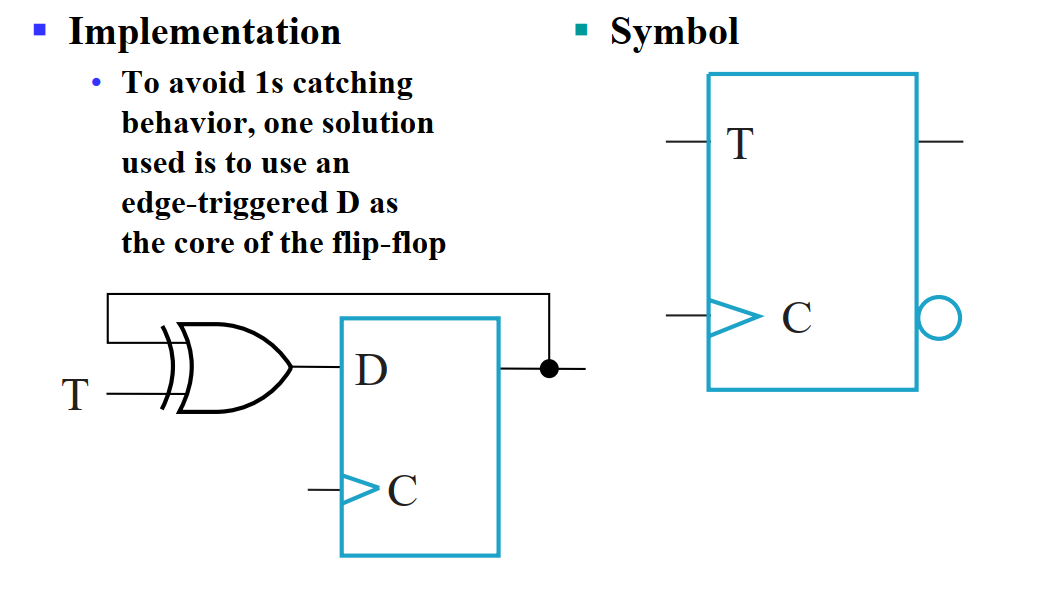 Implementation
To avoid 1s catching
behavior, one solution
used is to use an
edge-triggered D as
the core of the flip-flop
T
D
C
Symbol
T
C